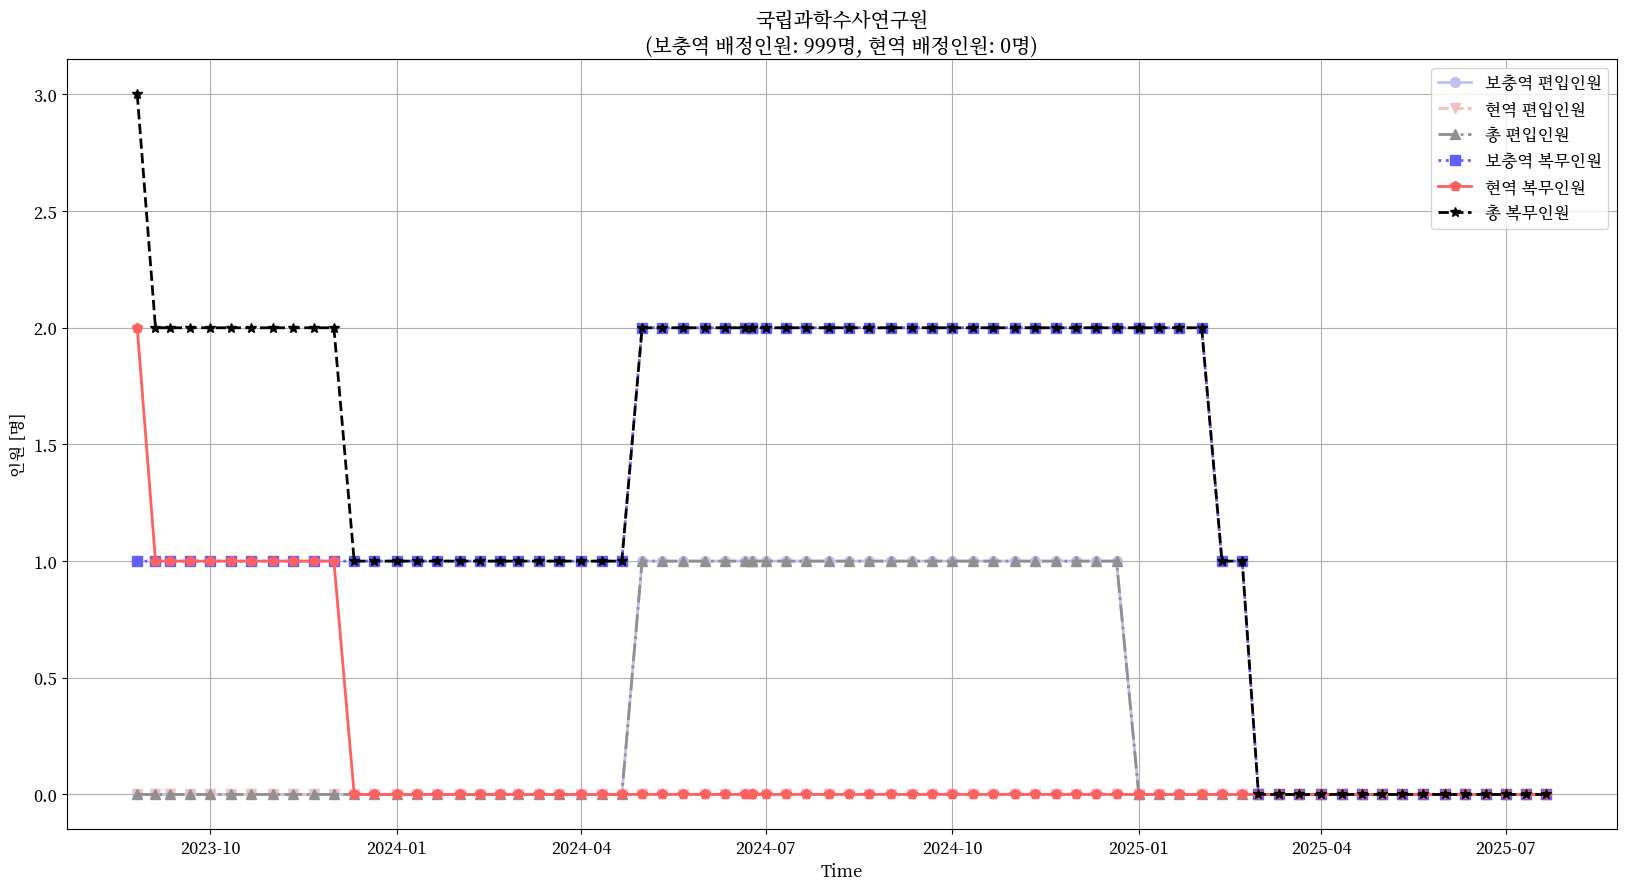 국립과학수사연구원
(보충역 배정인원: 999명, 현역 배정인원: 0명)
보충역 편입인원
현역 편입인원
총 편입인원
보충역 복무인원
현역 복무인원
총 복무인원
인원 [명]
3.0
2.5
2.0
1.5
1.0
0.5
0.0
2023-10 2024-01 2024-04 2024-07 2024-10 2025-01 2025-04 2025-07
Time